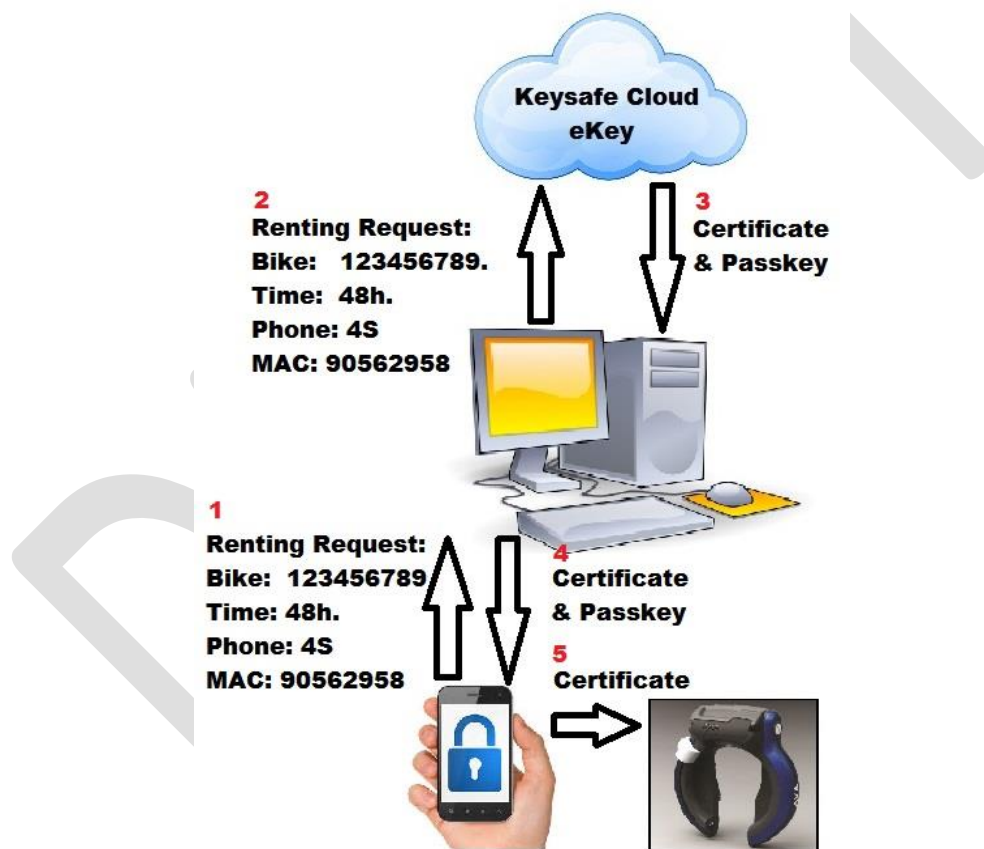 Keysafe Cloud
eKey
2
Renting Request:
Bike: 123456789.
Time: 48h.
Phone: 4S
MAC: 90562958
3
Certificate
& Passkey
1
Renting Request:
Bike: 123456789
Time: 48h.
Phone: 4S
MAC: 90562958
4
Certificate
& Passkey
5
Certificate